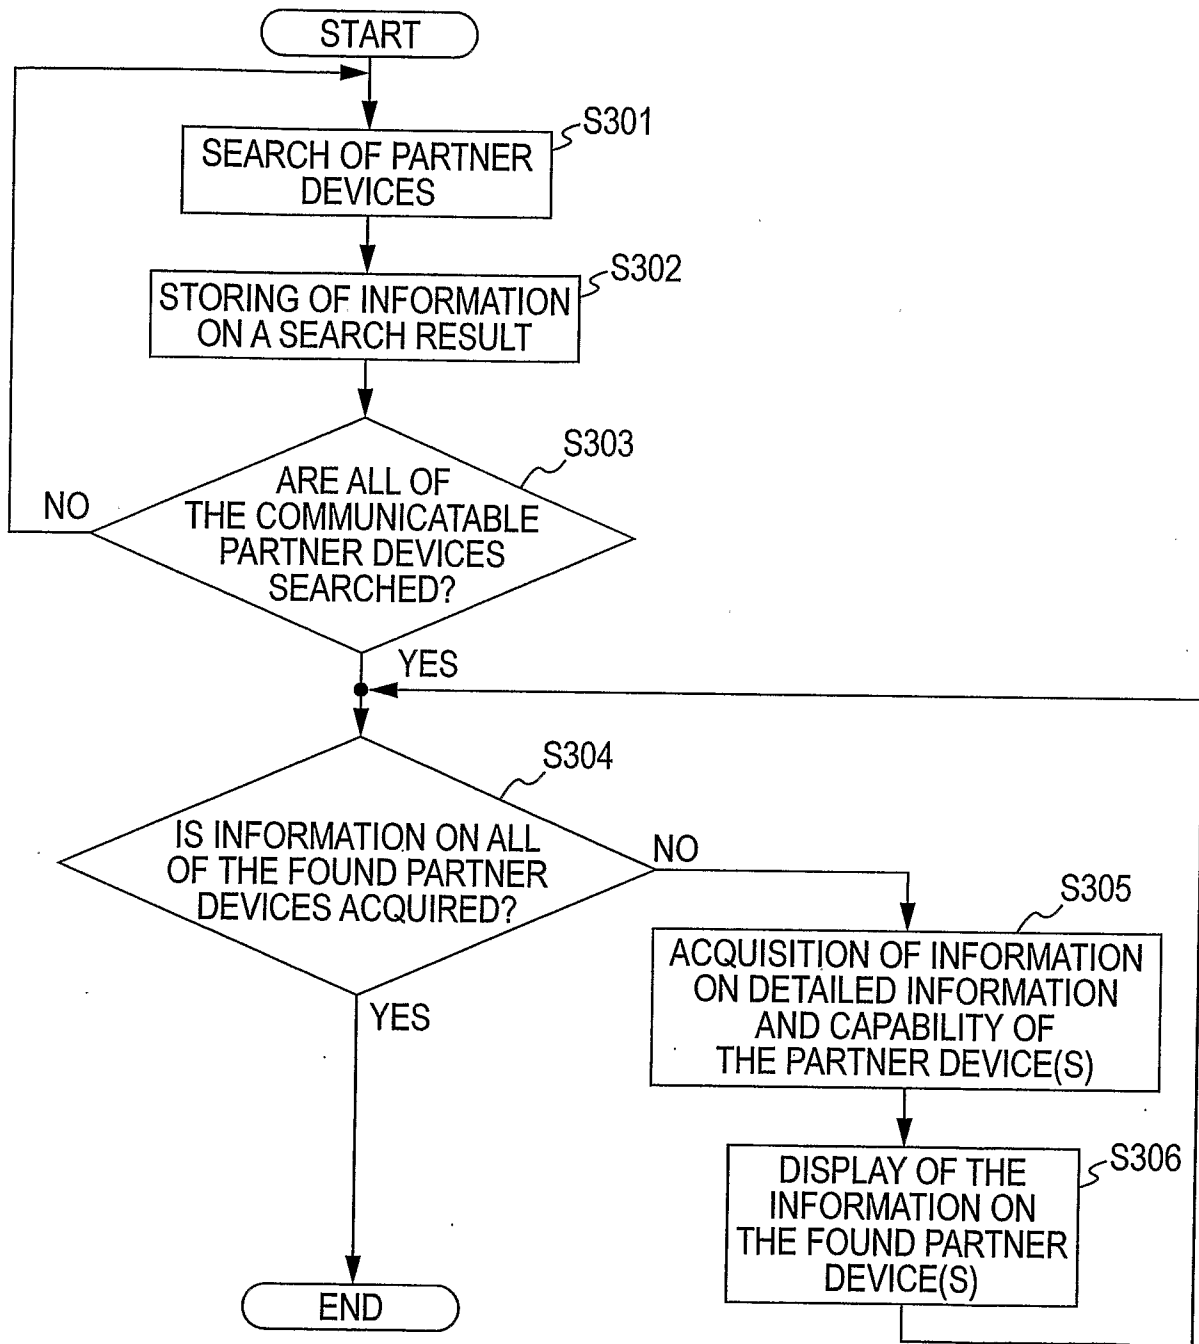 START
S301
SEARCH OF PARTNER
DEVICES
S302
STORING OF INFORMATION
ON A SEARCH RESULT
S303
ARE ALL OF
THE COMMUNICATABLE
PARTNER DEVICES
SEARCHED?
NO
YES
S304
IS INFORMATION ON ALL
OF THE FOUND PARTNER
DEVICES ACQUIRED?
NO
YES
S305
ACQUISITION OF INFORMATION
ON DETAILED INFORMATION
AND CAPABILITY OF
THE PARTNER DEVICE(S)
S306
DISPLAY OF THE
INFORMATION ON
THE FOUND PARTNER
DEVICE(S)
END